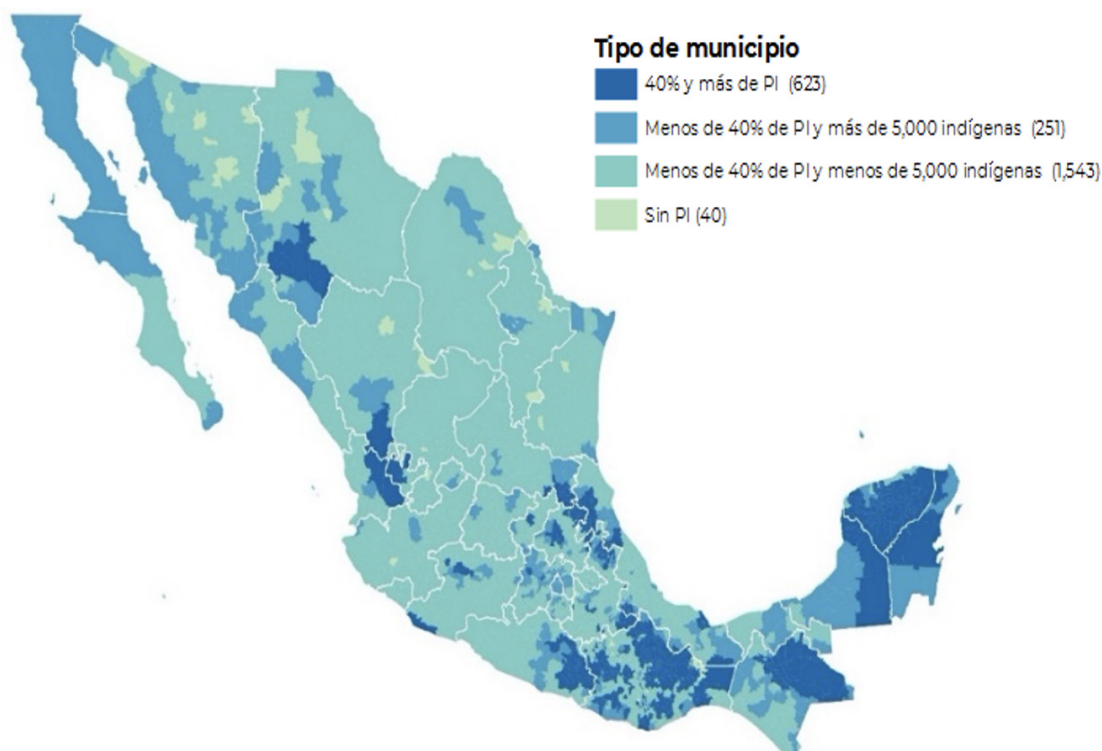 Tipo de municipio
40% y más de PI (623)
Menos de 40% de PI y más de 5,000 indígenas (251)
Menos de 40% de PI y menos de 5,000 indígenas (1,543)
Sin PI (40)